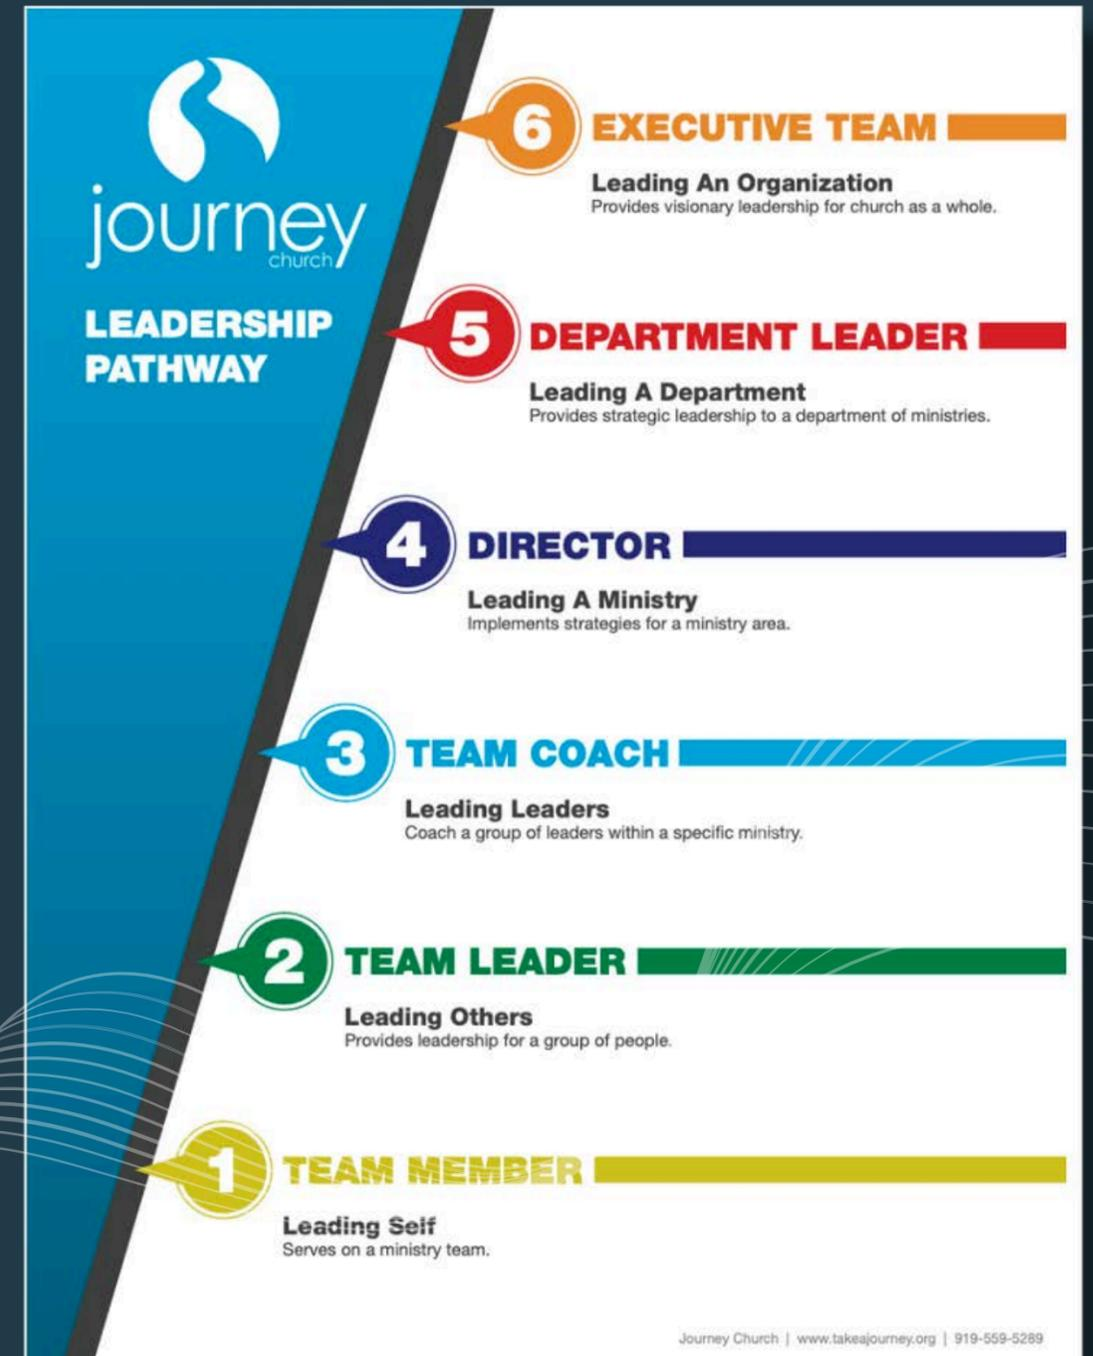 journey
church
LEADERSHIP
PATHWAY
6 EXECUTIVE TEAM
Leading An Organization
Provides visionary leadership for church as a whole.
5 DEPARTMENT LEADER
Leading A Department
Provides strategic leadership to a department of ministries.
4 DIRECTOR
Leading A Ministry
Implements strategies for a ministry area.
3 TEAM COACH
Leading Leaders
Coach a group of leaders within a specific ministry.
2 TEAM LEADER
Leading Others
Provides leadership for a group of people.
1 TEAM MEMBER
Leading Self
Serves on a ministry team.
Journey Church | www.takeajourney.org | 919-559-5289